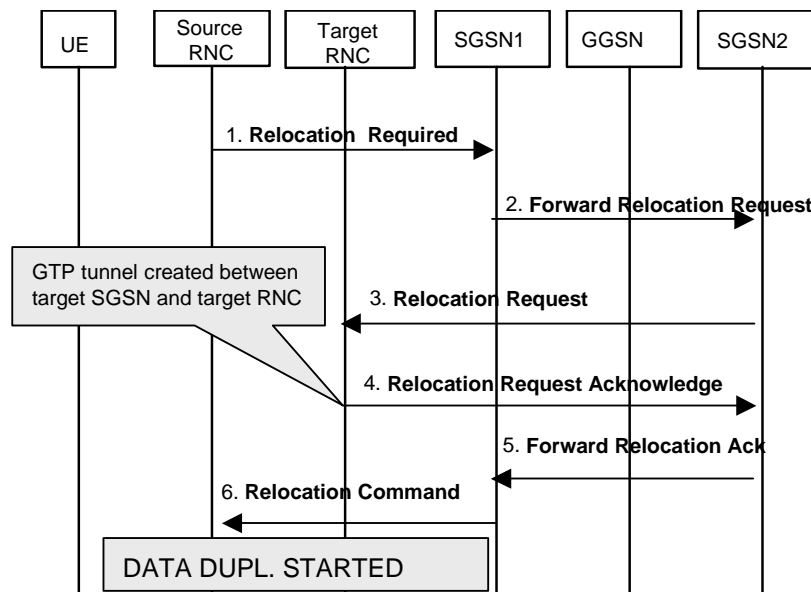 UE
Source
RNC
Target
RNC
SGSN1
GGSN
SGSN2
1. Relocation Required
2. Forward Relocation Request
GTP tunnel created between
target SGSN and target RNC
3. Relocation Request
4. Relocation Request Acknowledge
5. Forward Relocation Ack
6. Relocation Command
DATA DUPL. STARTED